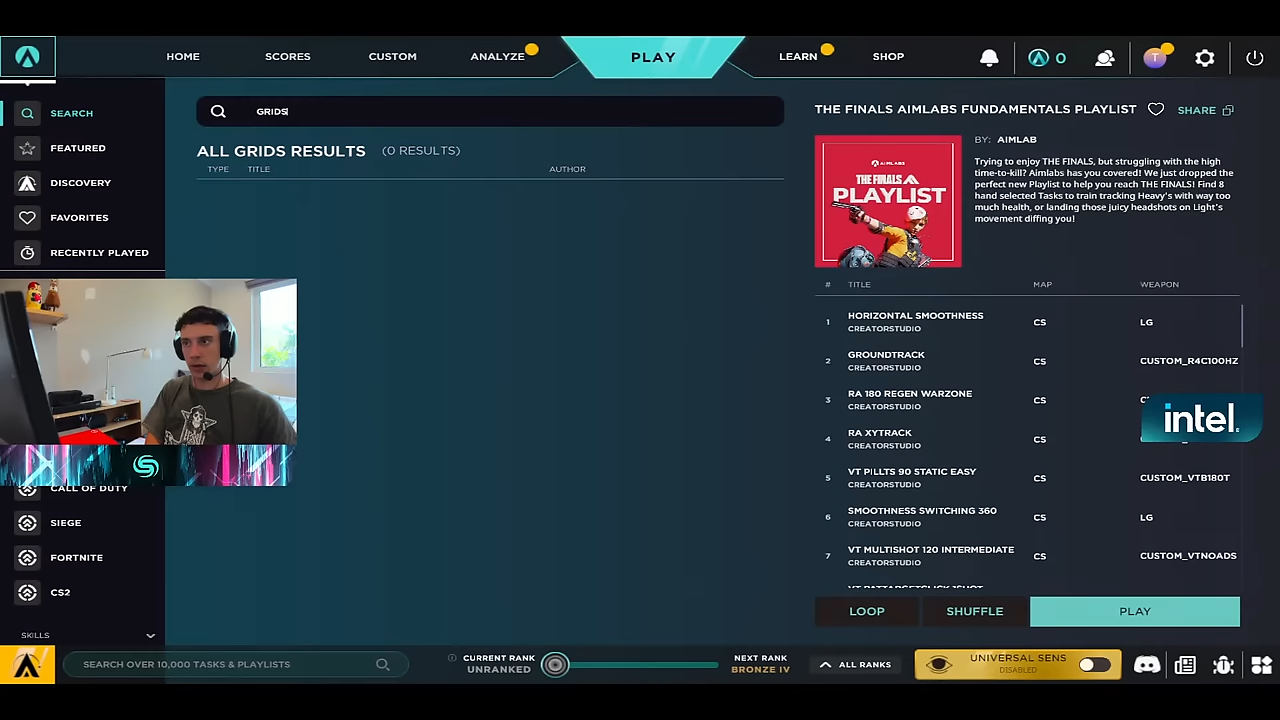 HOME
SCORES
CUSTOM
ANALYZE
PLAY
LEARN
SHOP
0
T
SEARCH
FEATURED
DISCOVERY
FAVORITES
RECENTLY PLAYED
CALL OF DUTY
SIEGE
FORTNITE
CS2
SKILLS
GRIDS
ALL GRIDS RESULTS (0 RESULTS)
TYPE TITLE AUTHOR
THE FINALS AIMLABS FUNDAMENTALS PLAYLIST
SHARE
AIMLABS
THE FINALS
PLAYLIST
BY: AIMLAB
Trying to enjoy THE FINALS, but struggling with the high
time-to-kill? Aimlabs has you covered! We just dropped the
perfect new Playlist to help you reach THE FINALS! Find 8
hand selected Tasks to train tracking Heavy's with way too
much health, or landing those juicy headshots on Light's
movement diffing you!
# TITLE MAP WEAPON
1 HORIZONTAL SMOOTHNESS CS LG
CREATORSTUDIO
2 GROUNDTRACK CS CUSTOM_R4C100HZ
CREATORSTUDIO
3 RA 180 REGEN WARZONE CS
CREATORSTUDIO
4 RA XYTRACK CS
CREATORSTUDIO
5 VT PILLTS 90 STATIC EASY CS CUSTOM_VTB180T
CREATORSTUDIO
6 SMOOTHNESS SWITCHING 360 CS LG
CREATORSTUDIO
7 VT MULTISHOT 120 INTERMEDIATE CS CUSTOM_VTNOADS
CREATORSTUDIO
intel.
LOOP
SHUFFLE
PLAY
SEARCH OVER 10,000 TASKS & PLAYLISTS
CURRENT RANK
UNRANKED
NEXT RANK
BRONZE IV
ALL RANKS
UNIVERSAL SENS
DISABLED